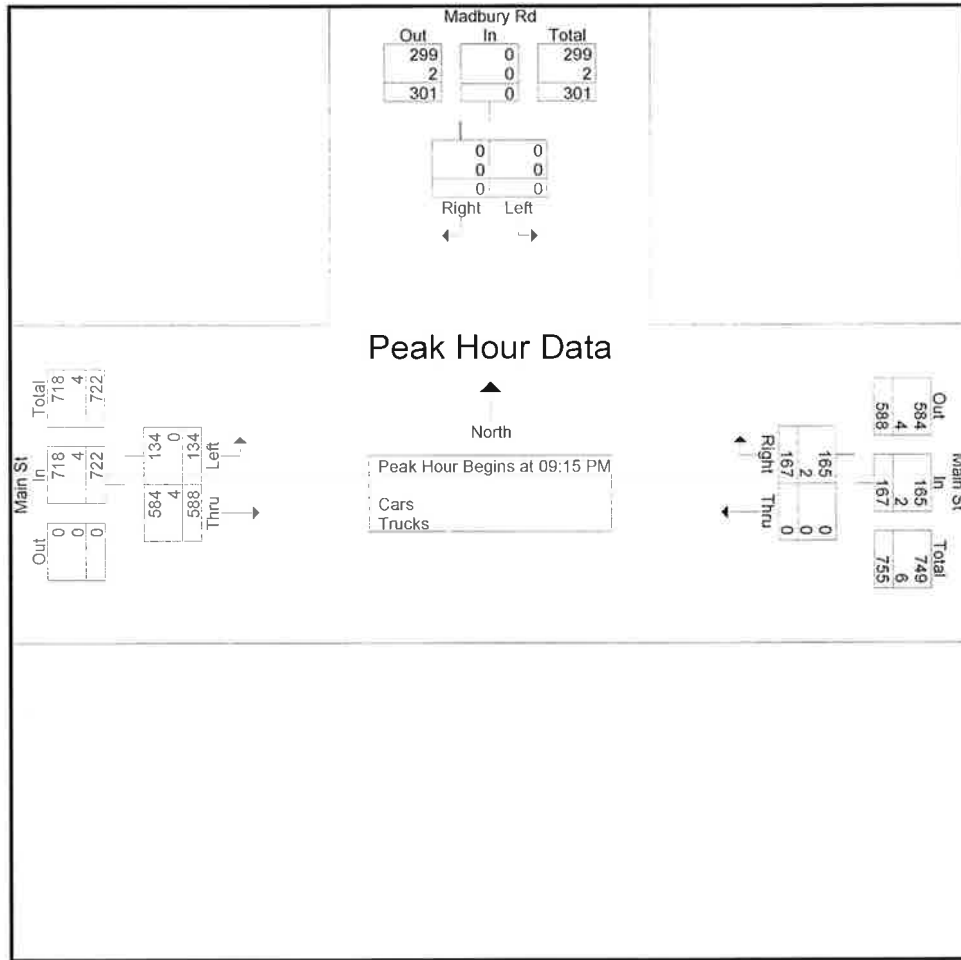 Madbury Rd
Out In Total
299 0 299
2 0 2
301 0 301
0 0
0 0
0 0
Right Left
Peak Hour Data
North
Peak Hour Begins at 09:15 PM
Cars
Trucks
Main St
Out In Total
0 718 718
0 4 4
0 722 722
Left Thru
134 584
0 4
134 588
Right Thru
165 0
2 0
167 0
Main St
Out In Total
584 165 749
4 2 6
588 167 755